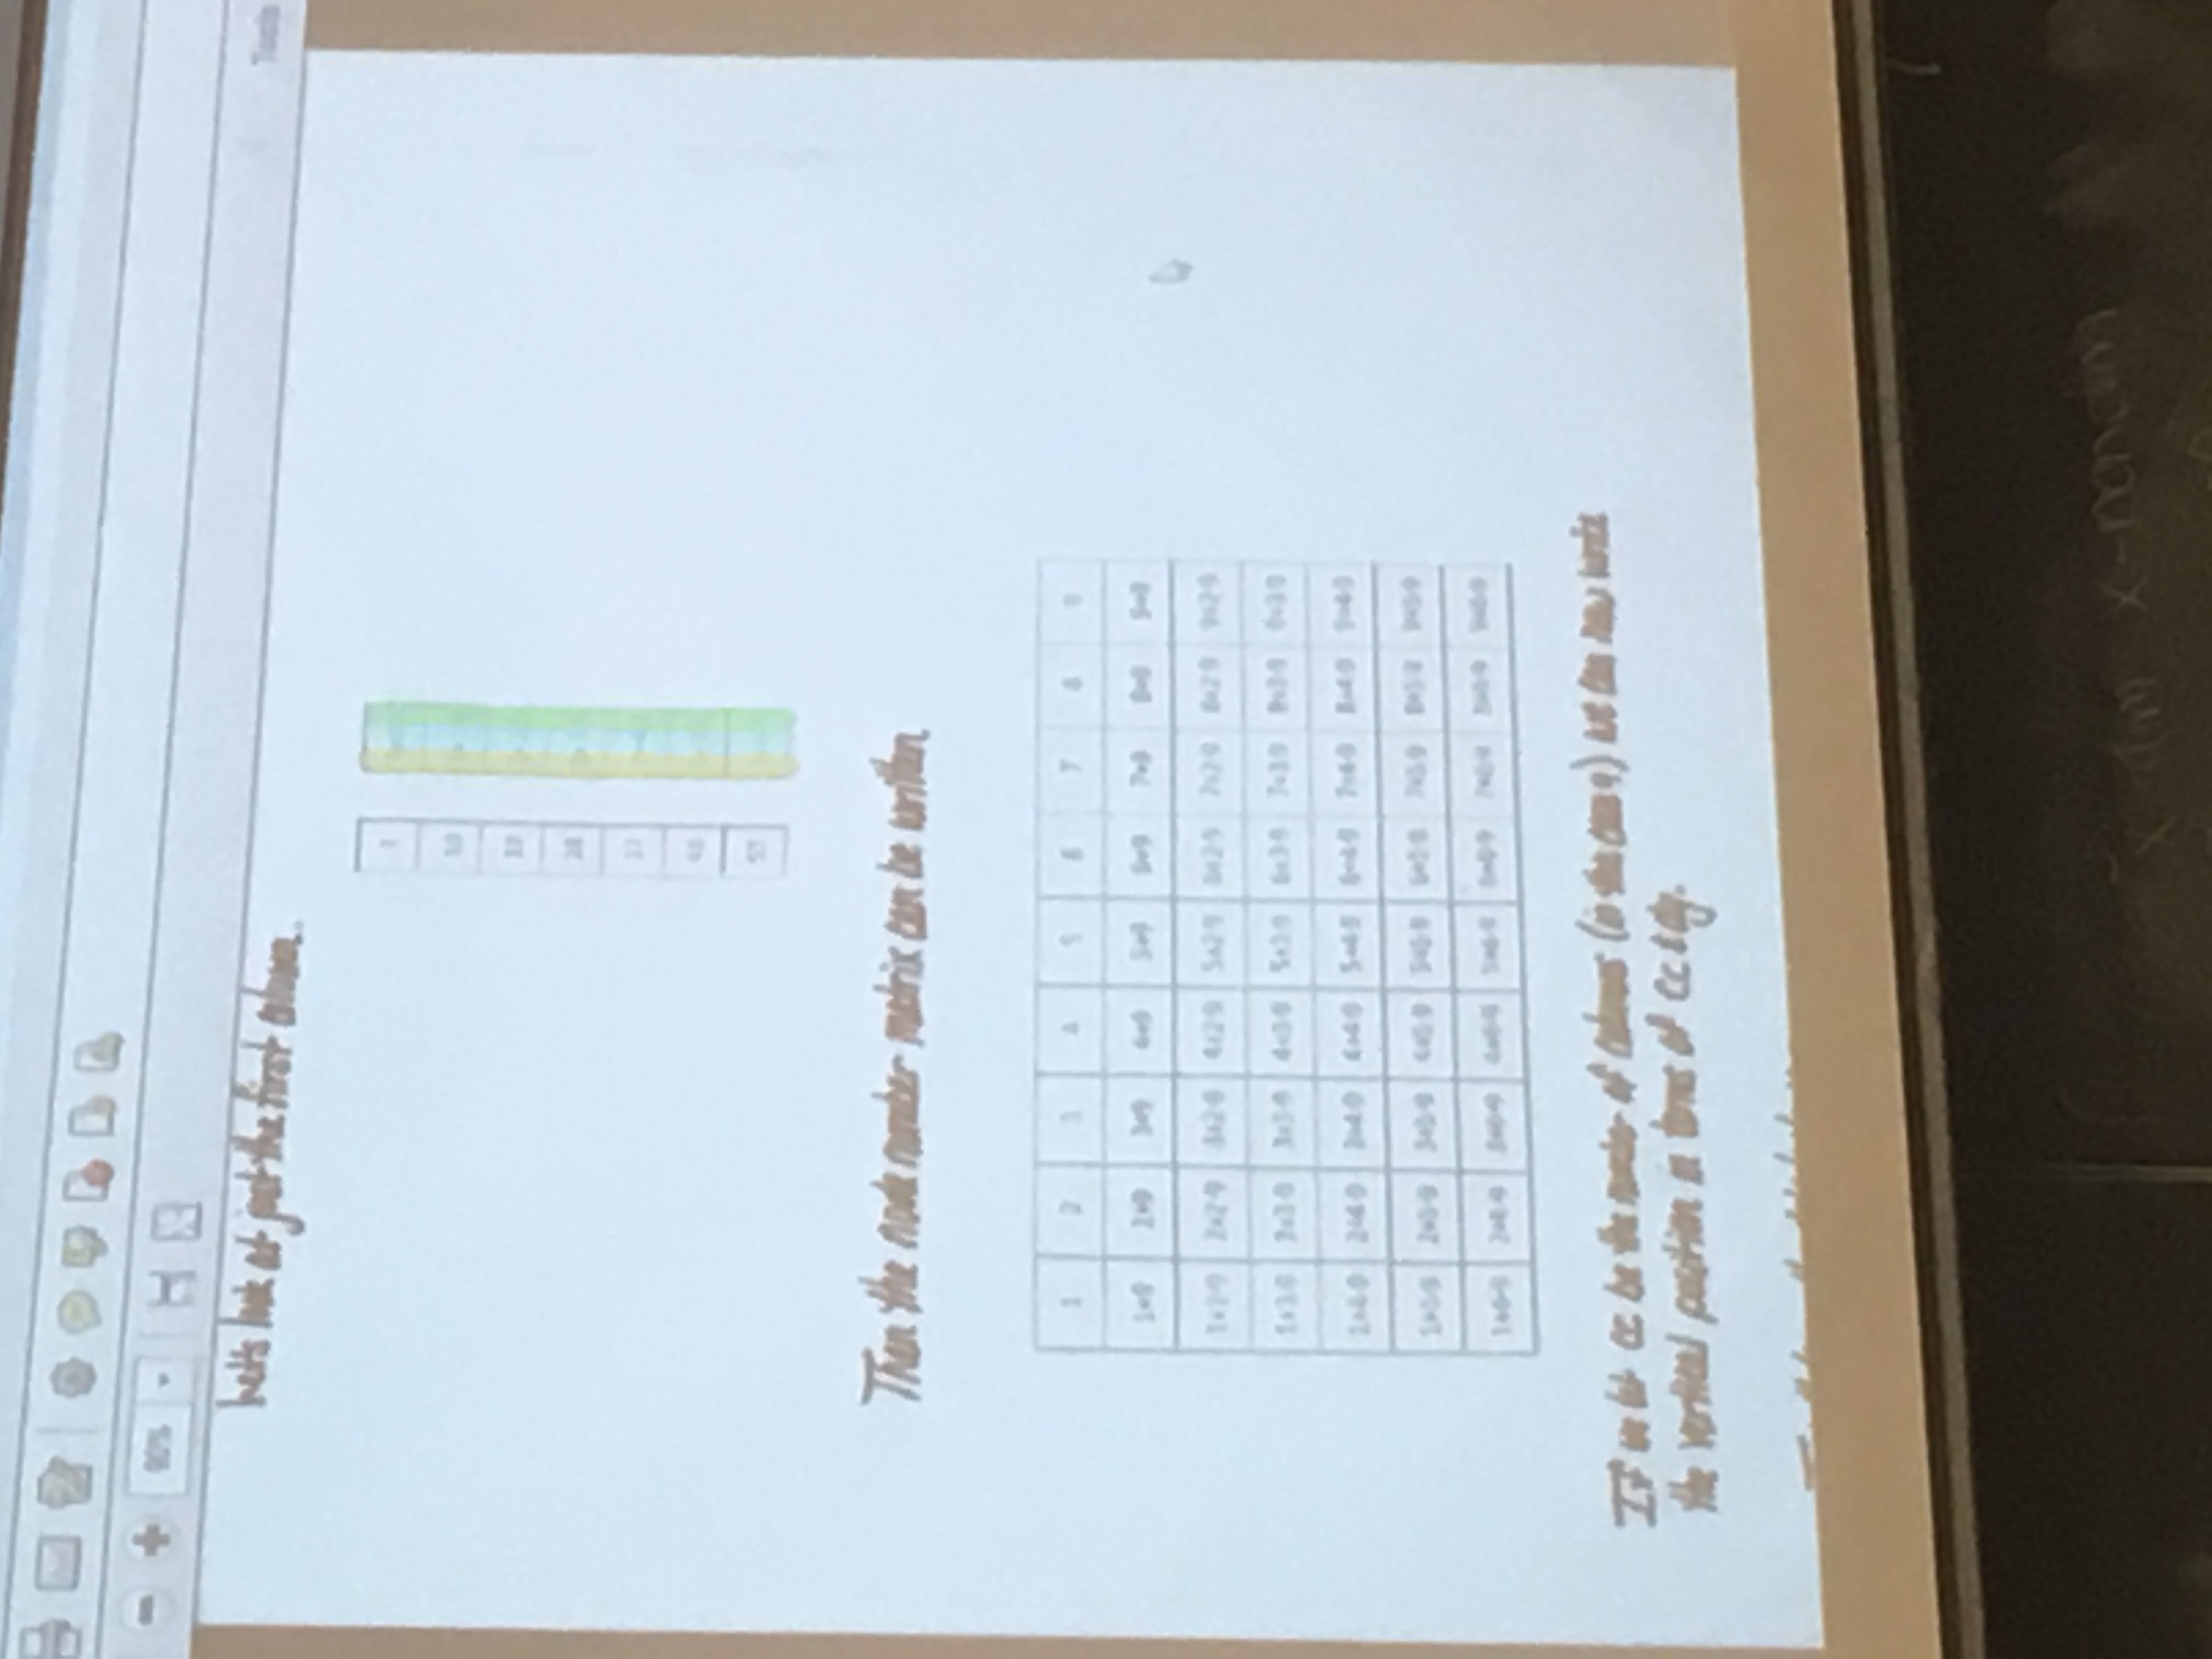 90%
Tools
Let's look at just the first column.
1
10
19
28
37
46
55
Then the node number matrix can be written
1 2 3 4 5 6 7 8 9
1+9 2+9 3+9 4+9 5+9 6+9 7+9 8+9 9+9
1+2·9 2+2·9 3+2·9 4+2·9 5+2·9 6+2·9 7+2·9 8+2·9 9+2·9
1+3·9 2+3·9 3+3·9 4+3·9 5+3·9 6+3·9 7+3·9 8+3·9 9+3·9
1+4·9 2+4·9 3+4·9 4+4·9 5+4·9 6+4·9 7+4·9 8+4·9 9+4·9
1+5·9 2+5·9 3+5·9 4+5·9 5+5·9 6+5·9 7+5·9 8+5·9 9+5·9
1+6·9 2+6·9 3+6·9 4+6·9 5+6·9 6+6·9 7+6·9 8+6·9 9+6·9
If we let cc be the number of columns (in this case 9) we can now write
the vertical position in terms of cc & dy.
x-dim x-nondim